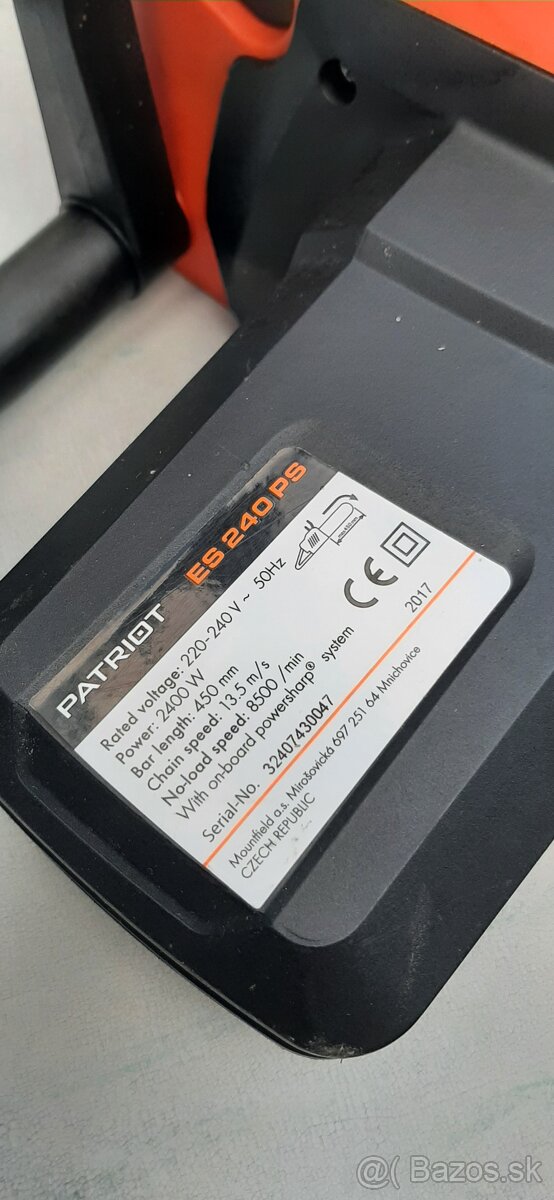 PATRIOT ES 240 PS
Rated voltage: 220-240 V ~ 50Hz
Power: 2400 W
Bar length: 450 mm
Chain speed: 13.5 m/s
No-load speed: 8500 /min
With on-board powersharp® system
Serial-No. 32407430047
2017
CE
Mountfield a.s. Mirošovická 697 251 64 Mnichovice
CZECH REPUBLIC
@( Bazos.sk